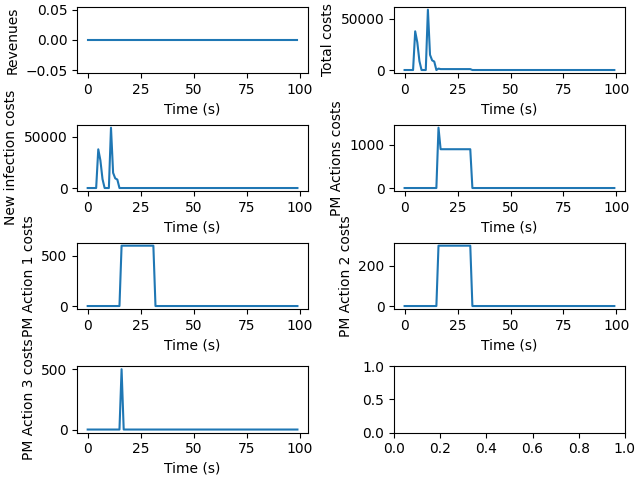 Revenues
0.05
0.00
−0.05
0 25 50 75 100
Time (s)
Total costs
50000
0
0 25 50 75 100
Time (s)
New infection costs
50000
0
0 25 50 75 100
Time (s)
PM Actions costs
1000
0
0 25 50 75 100
Time (s)
PM Action 1 costs
500
0
0 25 50 75 100
Time (s)
PM Action 2 costs
200
0
0 25 50 75 100
Time (s)
PM Action 3 costs
500
0
0 25 50 75 100
Time (s)
1.0
0.5
0.0
0.0 0.2 0.4 0.6 0.8 1.0